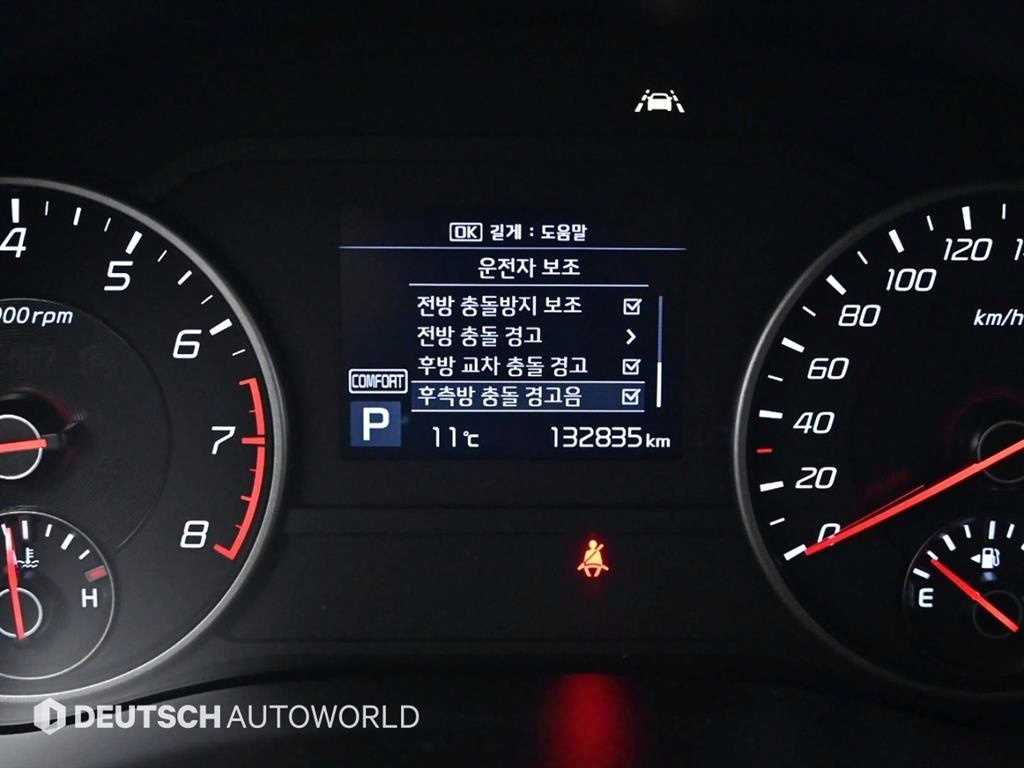 OK 길게 : 도움말
운전자 보조
전방 충돌방지 보조
전방 충돌 경고
후방 교차 충돌 경고
후측방 충돌 경고음
COMFORT
P
11℃
132835 km
4
5
6
7
8
000rpm
H
120
100
80
60
40
20
0
km/h
E
DEUTSCH AUTOWORLD